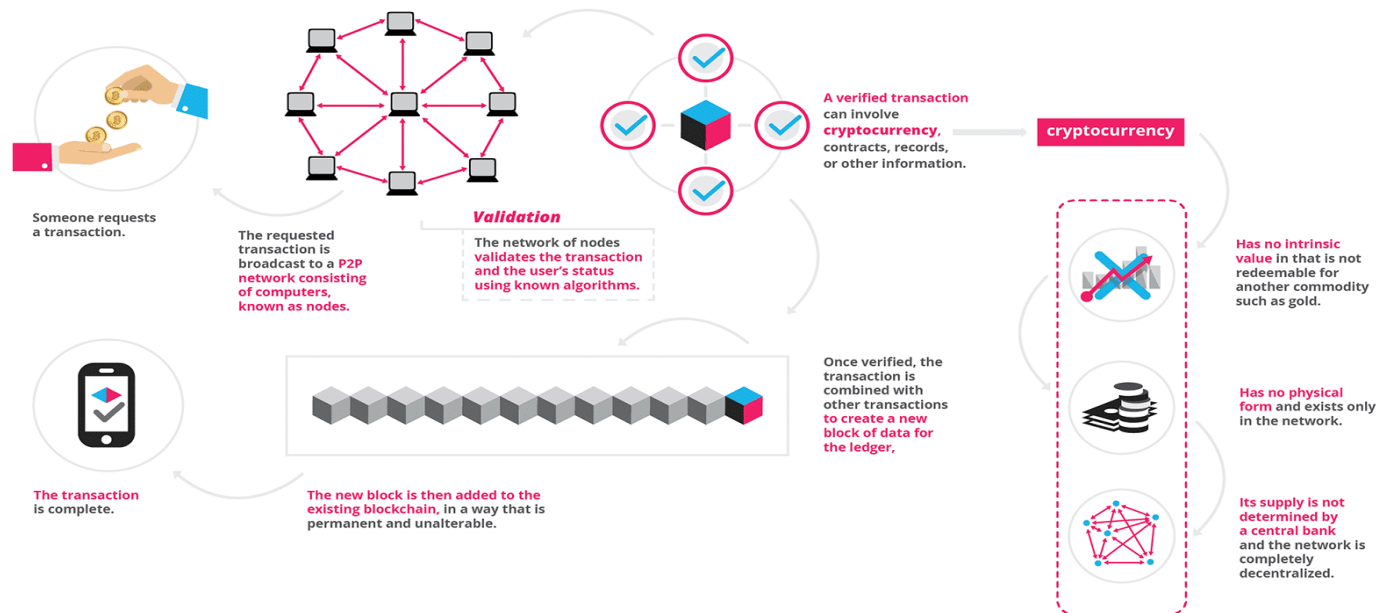 Someone requests
a transaction.
The requested
transaction is
broadcast to a P2P
network consisting
of computers,
known as nodes.
Validation
The network of nodes
validates the transaction
and the user's status
using known algorithms.
A verified transaction
can involve
cryptocurrency,
contracts, records,
or other information.
cryptocurrency
Has no intrinsic
value in that is not
redeemable for
another commodity
such as gold.
Has no physical
form and exists only
in the network.
Its supply is not
determined by
a central bank
and the network is
completely
decentralized.
Once verified, the
transaction is
combined with
other transactions
to create a new
block of data for
the ledger,
The new block is then added to the
existing blockchain, in a way that is
permanent and unalterable.
The transaction
is complete.